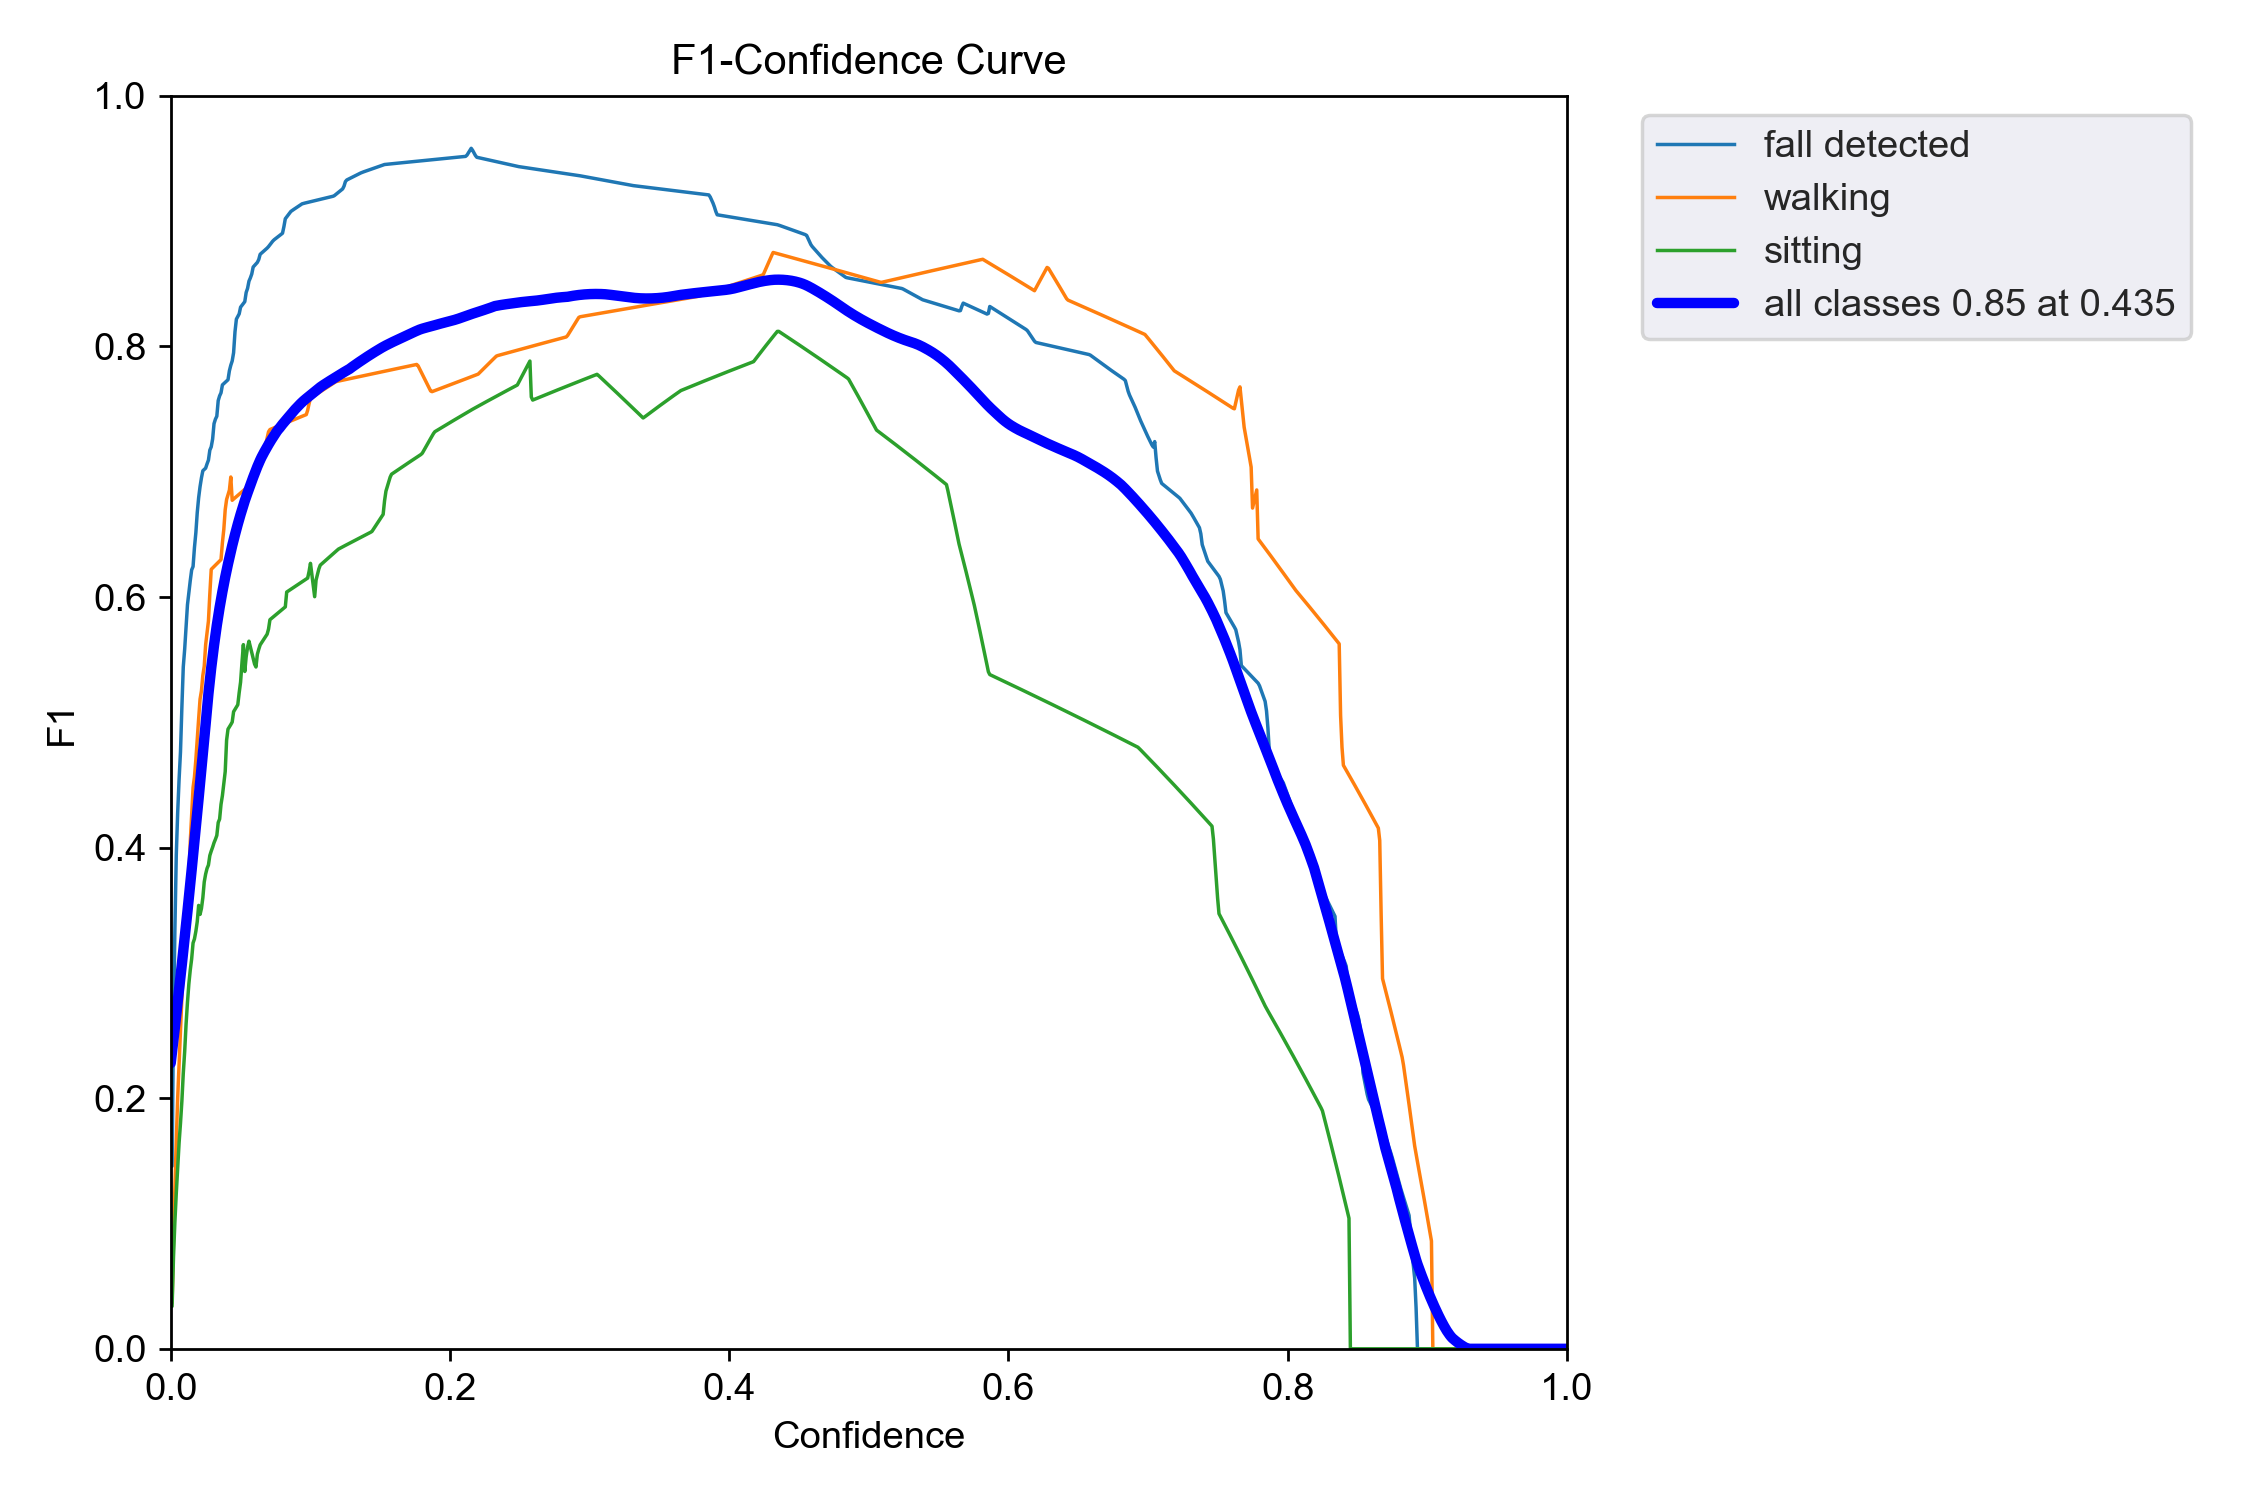 F1-Confidence Curve
1.0
0.8
0.6
0.4
0.2
0.0
F1
0.0 0.2 0.4 0.6 0.8 1.0
Confidence
fall detected
walking
sitting
all classes 0.85 at 0.435